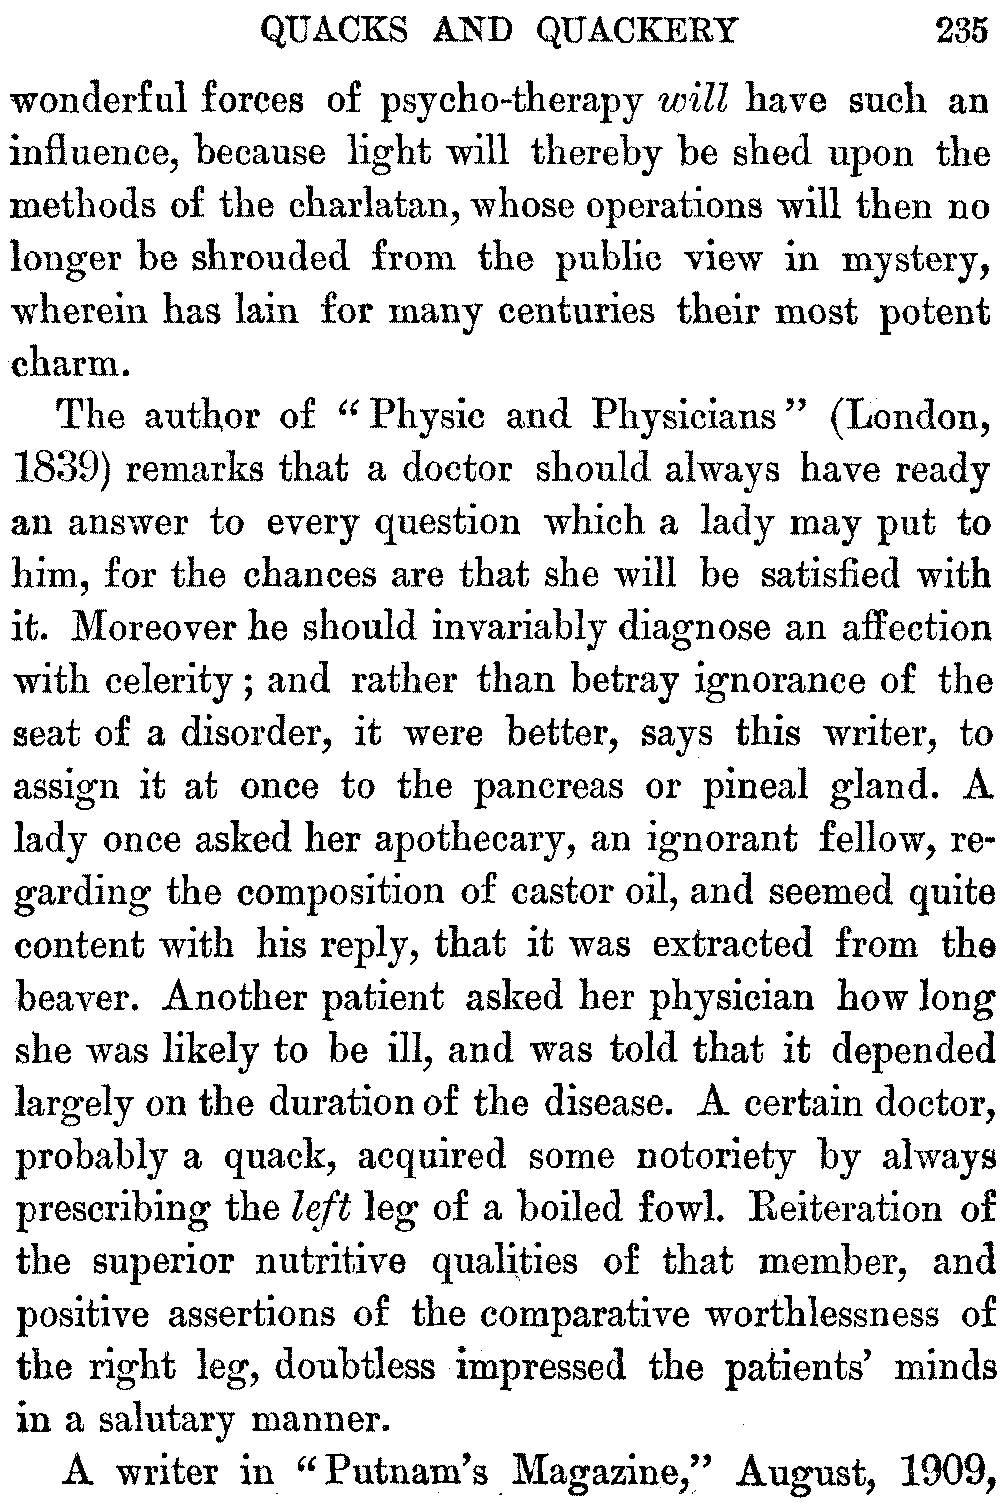 QUACKS AND QUACKERY 235
wonderful forces of psycho-therapy will have such an
influence, because light will thereby be shed upon the
methods of the charlatan, whose operations will then no
longer be shrouded from the public view in mystery,
wherein has lain for many centuries their most potent
charm.
The author of “Physic and Physicians” (London,
1839) remarks that a doctor should always have ready
an answer to every question which a lady may put to
him, for the chances are that she will be satisfied with
it. Moreover he should invariably diagnose an affection
with celerity; and rather than betray ignorance of the
seat of a disorder, it were better, says this writer, to
assign it at once to the pancreas or pineal gland. A
lady once asked her apothecary, an ignorant fellow, re-
garding the composition of castor oil, and seemed quite
content with his reply, that it was extracted from the
beaver. Another patient asked her physician how long
she was likely to be ill, and was told that it depended
largely on the duration of the disease. A certain doctor,
probably a quack, acquired some notoriety by always
prescribing the left leg of a boiled fowl. Reiteration of
the superior nutritive qualities of that member, and
positive assertions of the comparative worthlessness of
the right leg, doubtless impressed the patients’ minds
in a salutary manner.
A writer in “Putnam’s Magazine,” August, 1909,